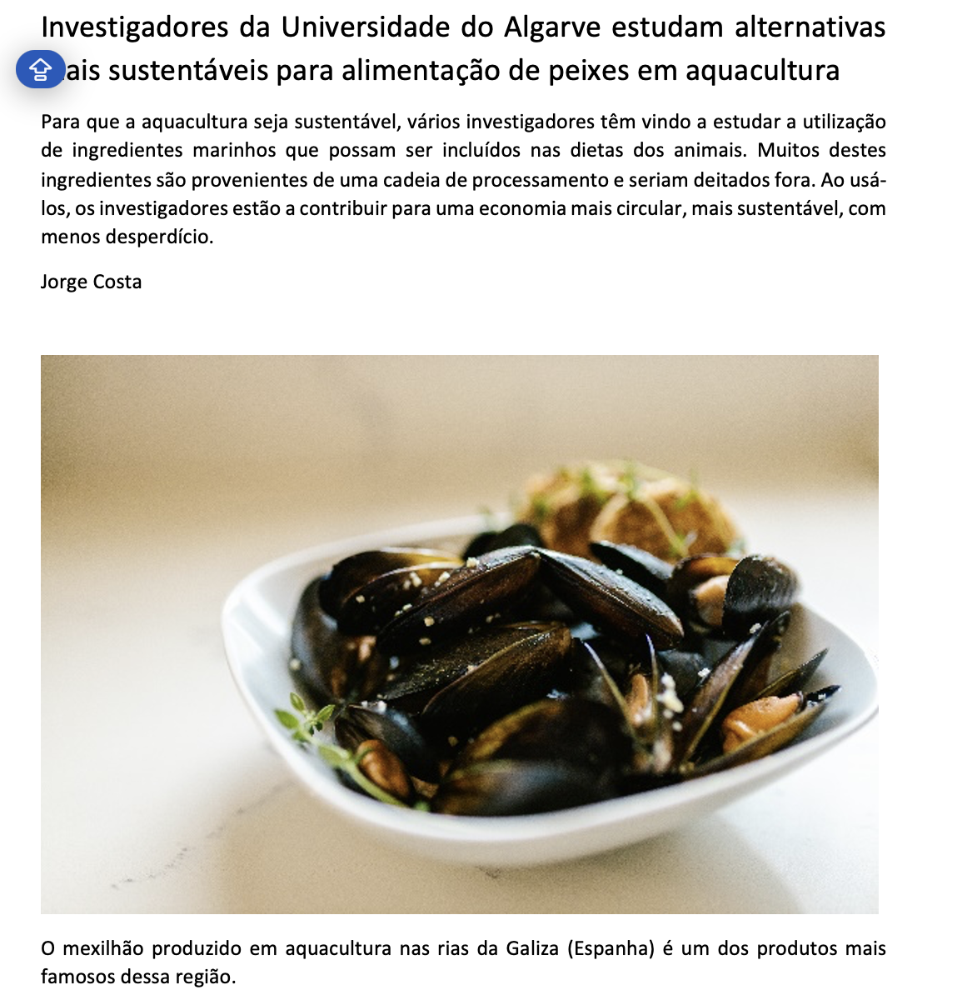 Investigadores da Universidade do Algarve estudam alternativas
ais sustentáveis para alimentação de peixes em aquacultura
Para que a aquacultura seja sustentável, vários investigadores têm vindo a estudar a utilização
de ingredientes marinhos que possam ser incluídos nas dietas dos animais. Muitos destes
ingredientes são provenientes de uma cadeia de processamento e seriam deitados fora. Ao usá-
los, os investigadores estão a contribuir para uma economia mais circular, mais sustentável, com
menos desperdício.
Jorge Costa
O mexilhão produzido em aquacultura nas rias da Galiza (Espanha) é um dos produtos mais
famosos dessa região.